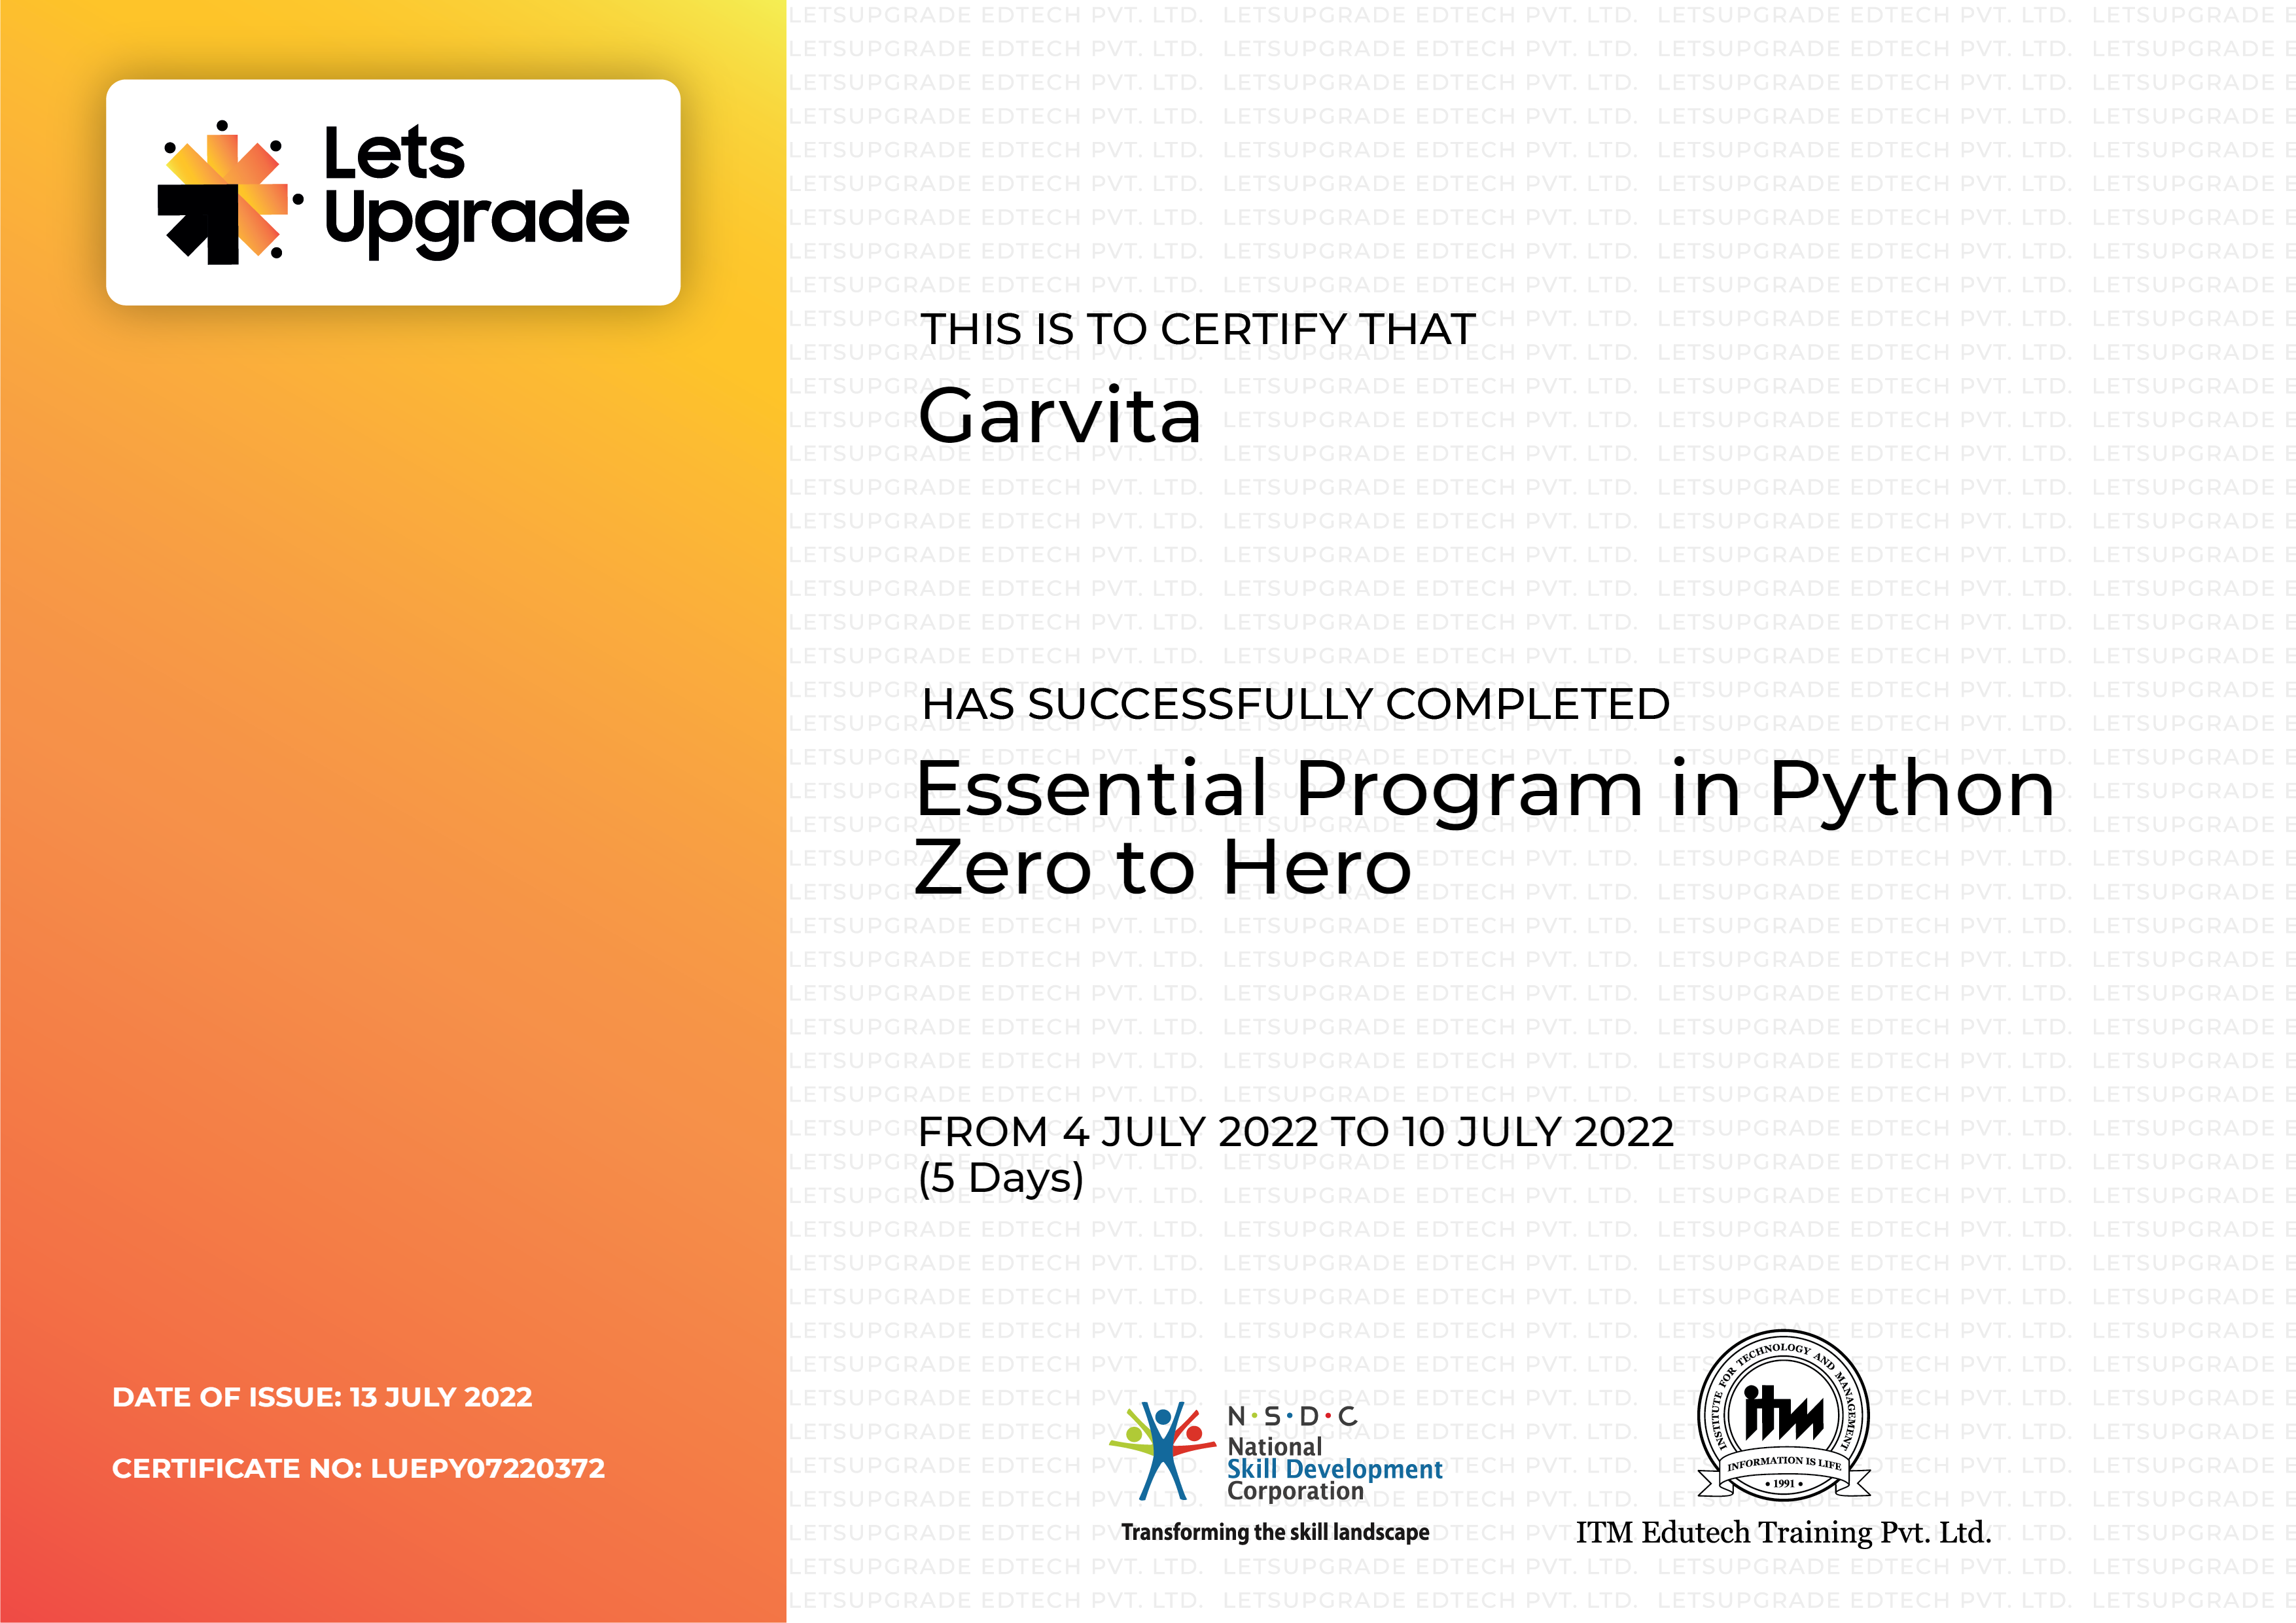 Lets
Upgrade
THIS IS TO CERTIFY THAT
Garvita
HAS SUCCESSFULLY COMPLETED
Essential Program in Python
Zero to Hero
FROM 4 JULY 2022 TO 10 JULY 2022
(5 Days)
DATE OF ISSUE: 13 JULY 2022
CERTIFICATE NO: LUEPY07220372
N·S·D·C
National
Skill Development
Corporation
Transforming the skill landscape
INSTITUTE FOR TECHNOLOGY AND MANAGEMENT
itm
INFORMATION IS LIFE
• 1991 •
ITM Edutech Training Pvt. Ltd.
LETSUPGRADE EDTECH PVT. LTD.